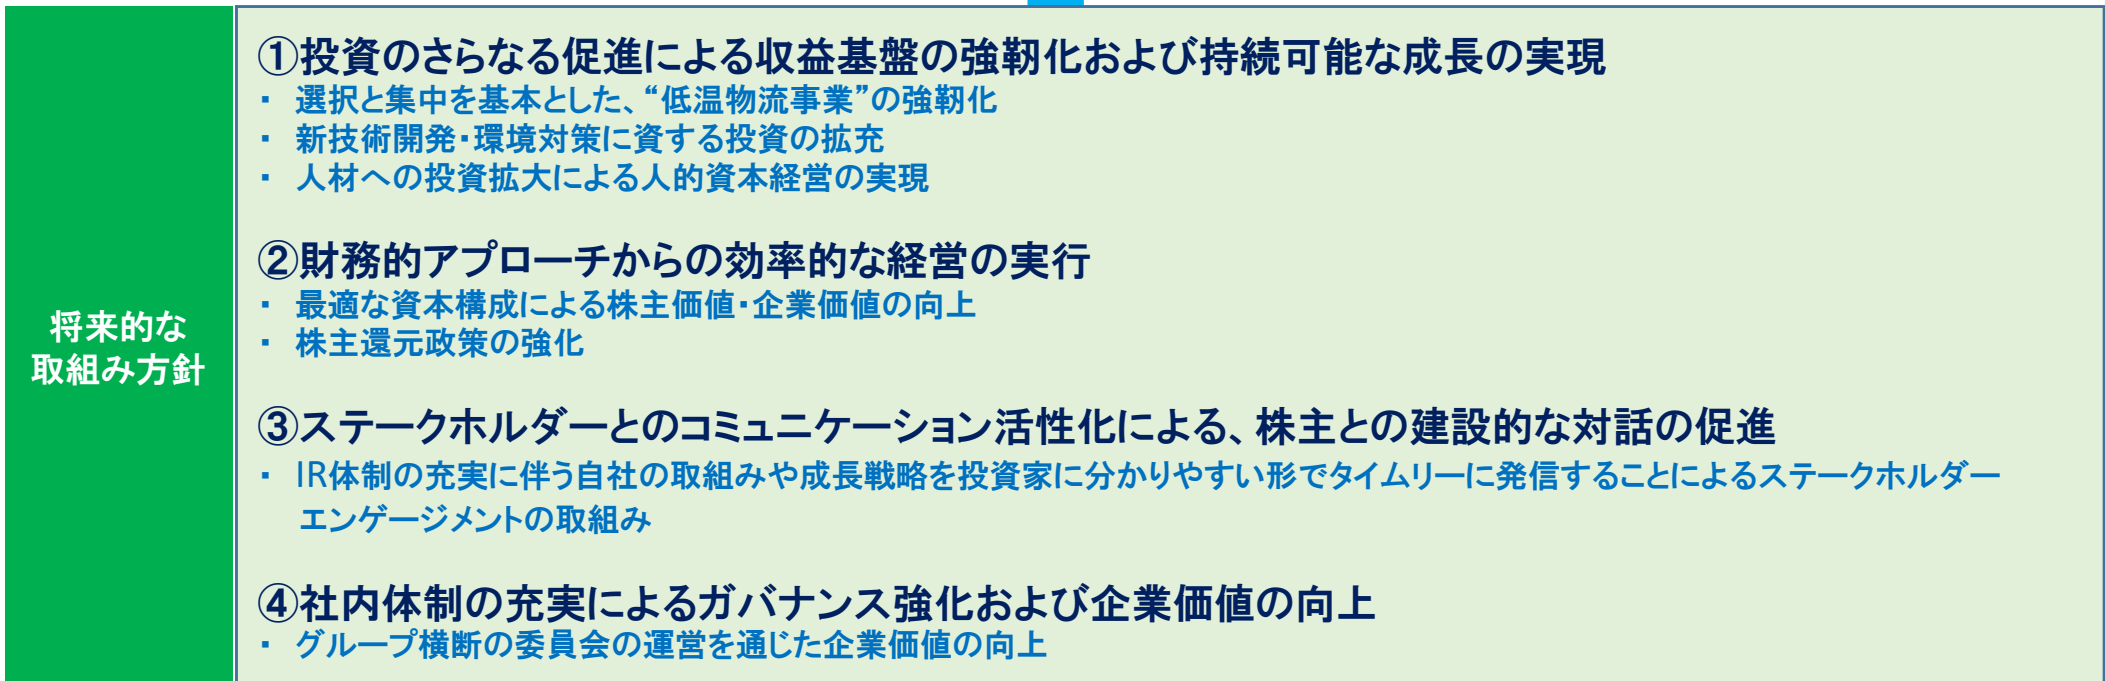 将来的な
取組み方針
①投資のさらなる促進による収益基盤の強靭化および持続可能な成長の実現
・ 選択と集中を基本とした、“低温物流事業”の強靭化
・ 新技術開発・環境対策に資する投資の拡充
・ 人材への投資拡大による人的資本経営の実現
②財務的アプローチからの効率的な経営の実行
・ 最適な資本構成による株主価値・企業価値の向上
・ 株主還元政策の強化
③ステークホルダーとのコミュニケーション活性化による、株主との建設的な対話の促進
・ IR体制の充実に伴う自社の取組みや成長戦略を投資家に分かりやすい形でタイムリーに発信することによるステークホルダー
エンゲージメントの取組み
④社内体制の充実によるガバナンス強化および企業価値の向上
・ グループ横断の委員会の運営を通じた企業価値の向上